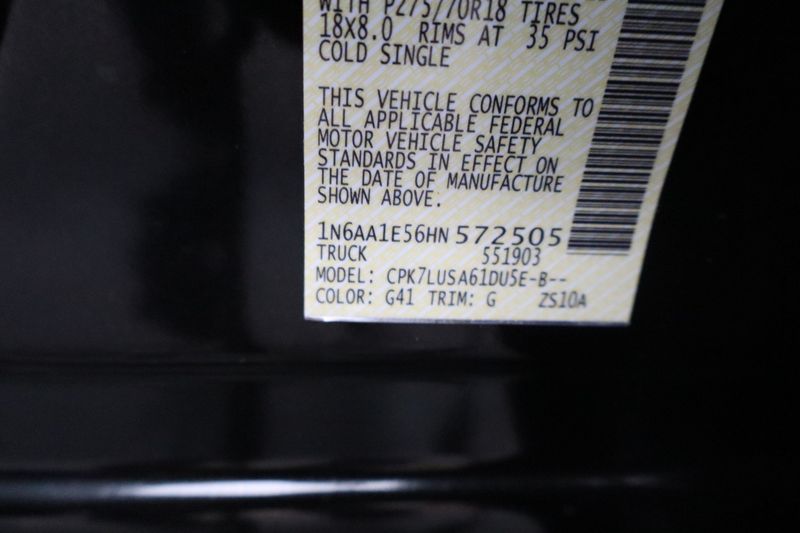 WITH P275/70R18 TIRES
18X8.0 RIMS AT 35 PSI
COLD SINGLE
THIS VEHICLE CONFORMS TO
ALL APPLICABLE FEDERAL
MOTOR VEHICLE SAFETY
STANDARDS IN EFFECT ON
THE DATE OF MANUFACTURE
SHOWN ABOVE.
1N6AA1E56HN 572505
TRUCK 551903
MODEL: CPK7LUSA61DU5E-B--
COLOR: G41 TRIM: G ZS10A